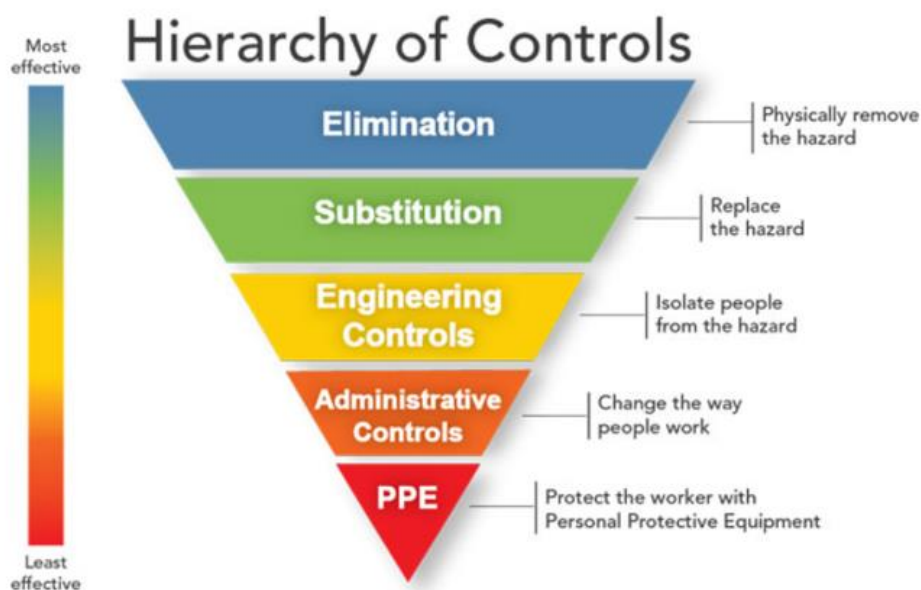 Hierarchy of Controls
Most
effective
Elimination
Physically remove
the hazard
Substitution
Replace
the hazard
Engineering
Controls
Isolate people
from the hazard
Administrative
Controls
Change the way
people work
PPE
Protect the worker with
Personal Protective Equipment
Least
effective